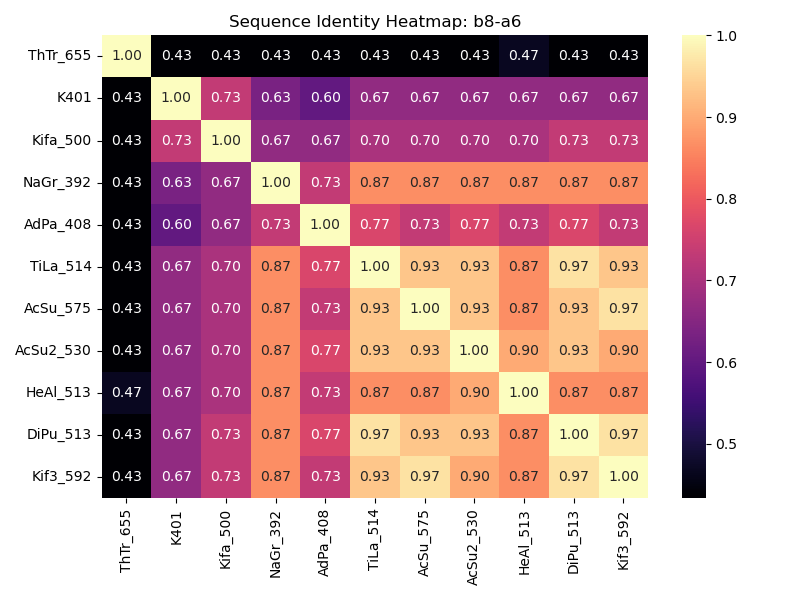 Sequence Identity Heatmap: b8-a6
ThTr_655 1.00 0.43 0.43 0.43 0.43 0.43 0.43 0.43 0.47 0.43 0.43
K401 0.43 1.00 0.73 0.63 0.60 0.67 0.67 0.67 0.67 0.67 0.67
Kifa_500 0.43 0.73 1.00 0.67 0.67 0.70 0.70 0.70 0.70 0.73 0.73
NaGr_392 0.43 0.63 0.67 1.00 0.73 0.87 0.87 0.87 0.87 0.87 0.87
AdPa_408 0.43 0.60 0.67 0.73 1.00 0.77 0.73 0.77 0.73 0.77 0.73
TiLa_514 0.43 0.67 0.70 0.87 0.77 1.00 0.93 0.93 0.87 0.97 0.93
AcSu_575 0.43 0.67 0.70 0.87 0.73 0.93 1.00 0.93 0.87 0.93 0.97
AcSu2_530 0.43 0.67 0.70 0.87 0.77 0.93 0.93 1.00 0.90 0.93 0.90
HeAl_513 0.47 0.67 0.70 0.87 0.73 0.87 0.87 0.90 1.00 0.87 0.87
DiPu_513 0.43 0.67 0.73 0.87 0.77 0.97 0.93 0.93 0.87 1.00 0.97
Kif3_592 0.43 0.67 0.73 0.87 0.73 0.93 0.97 0.90 0.87 0.97 1.00
ThTr_655 K401 Kifa_500 NaGr_392 AdPa_408 TiLa_514 AcSu_575 AcSu2_530 HeAl_513 DiPu_513 Kif3_592
1.0
0.9
0.8
0.7
0.6
0.5